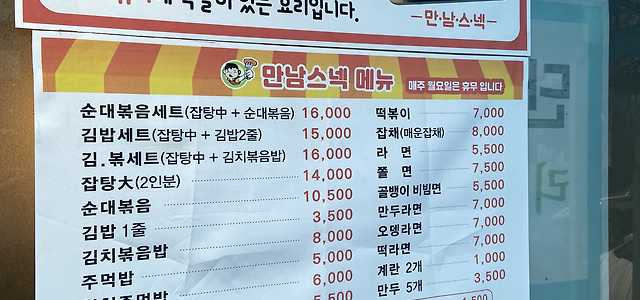 있는 요리입니다.
만·남·스·넥
만남스넥 메뉴 매주 월요일은 휴무 입니다
순대볶음세트(잡탕中 + 순대볶음) 16,000
김밥세트(잡탕中 + 김밥2줄) 15,000
김.볶세트(잡탕中 + 김치볶음밥) 16,000
잡탕大(2인분) 14,000
순대볶음 10,500
김밥 1줄 3,500
김치볶음밥 8,000
주먹밥 5,000
6,000
5,500
떡볶이 7,000
잡채(매운잡채) 8,000
라 면 5,500
쫄 면 7,500
골뱅이 비빔면 5,500
만두라면 7,000
오뎅라면 7,000
떡라면 7,000
계란 2개 1,000
만두 5개 3,500